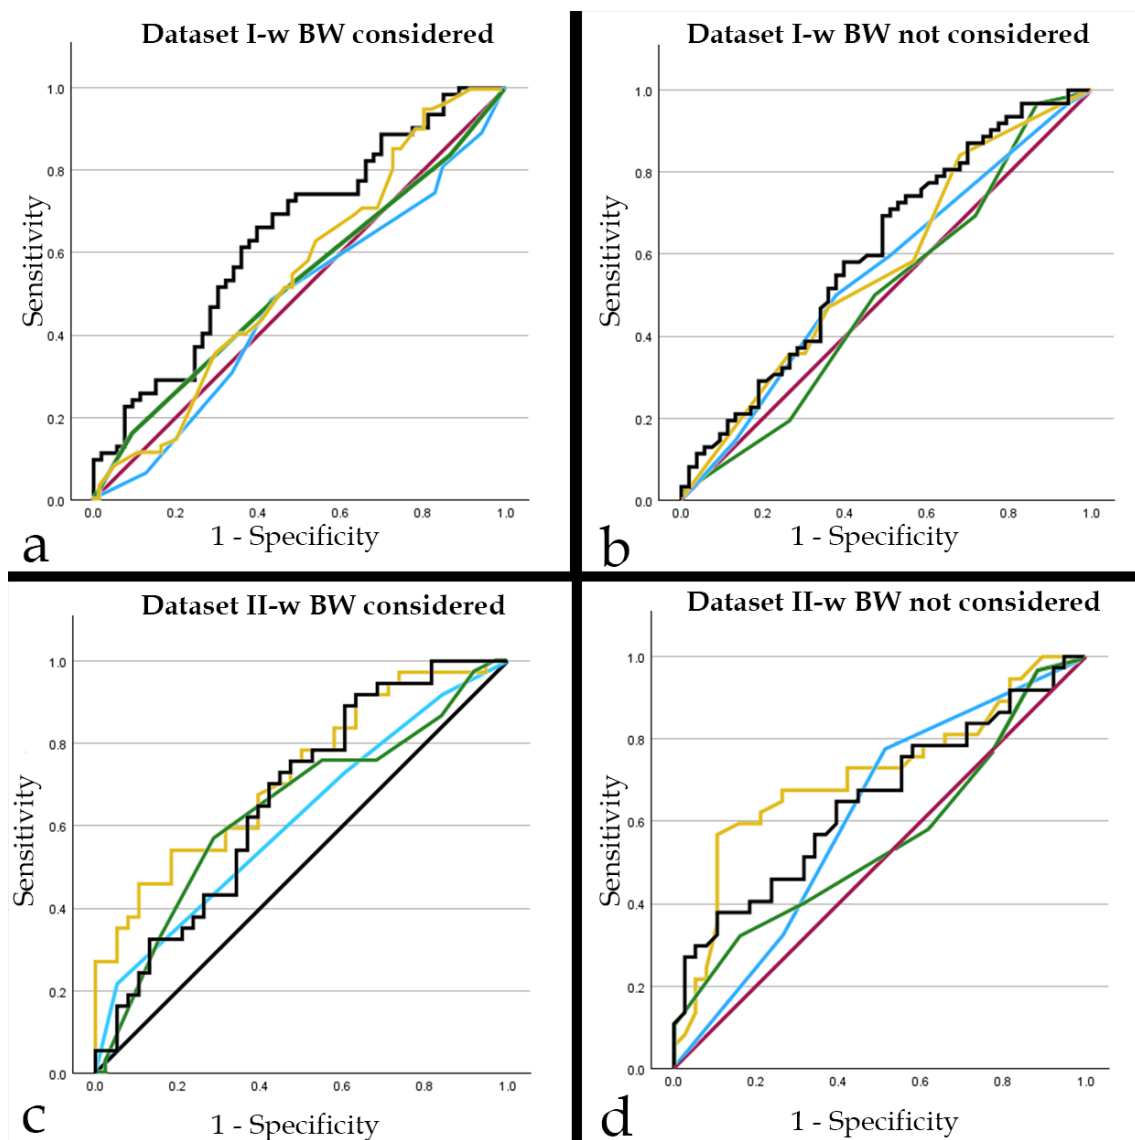 Dataset I-w BW considered
1.0
0.8
0.6
0.4
0.2
0.0
Sensitivity
0.0 0.2 0.4 0.6 0.8 1.0
1 - Specificity
a
Dataset I-w BW not considered
1.0
0.8
0.6
0.4
0.2
0.0
Sensitivity
0.0 0.2 0.4 0.6 0.8 1.0
1 - Specificity
b
Dataset II-w BW considered
1.0
0.8
0.6
0.4
0.2
0.0
Sensitivity
0.0 0.2 0.4 0.6 0.8 1.0
1 - Specificity
c
Dataset II-w BW not considered
1.0
0.8
0.6
0.4
0.2
0.0
Sensitivity
0.0 0.2 0.4 0.6 0.8 1.0
1 - Specificity
d